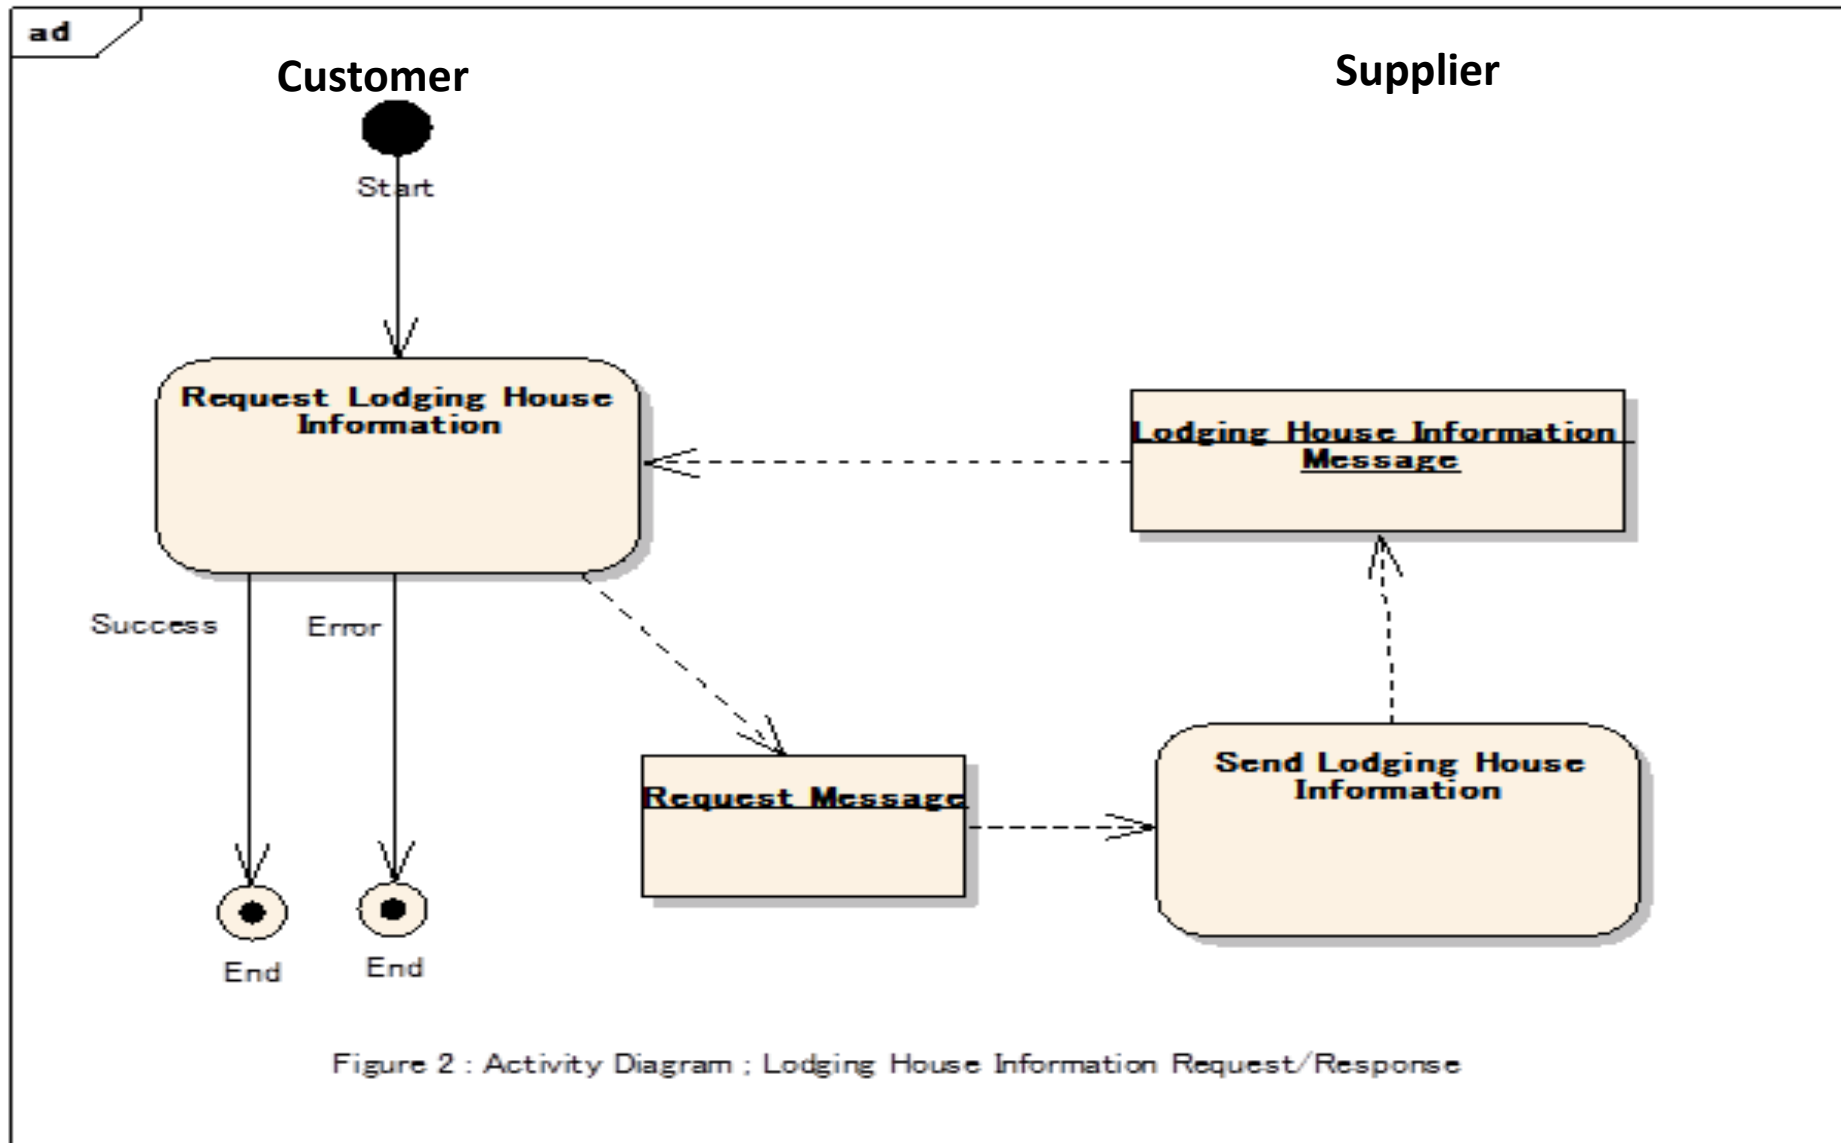 ad
Customer
Supplier
Start
Request Lodging House
Information
Lodging House Information
Message
Success
Error
Request Message
Send Lodging House
Information
End
End
Figure 2 : Activity Diagram ; Lodging House Information Request/Response